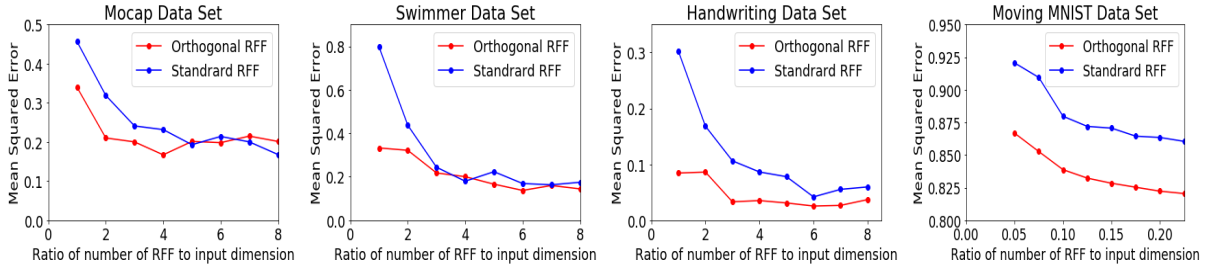 Mocap Data Set
Mean Squared Error
0.5
0.4
0.3
0.2
0.1
0.0
Orthogonal RFF
Standrard RFF
0 2 4 6 8
Ratio of number of RFF to input dimension
Swimmer Data Set
Mean Squared Error
0.8
0.6
0.4
0.2
0.0
Orthogonal RFF
Standrard RFF
0 2 4 6 8
Ratio of number of RFF to input dimension
Handwriting Data Set
Mean Squared Error
0.3
0.2
0.1
0.0
Orthogonal RFF
Standrard RFF
0 2 4 6 8
Ratio of number of RFF to input dimension
Moving MNIST Data Set
Mean Squared Error
0.950
0.925
0.900
0.875
0.850
0.825
0.800
Orthogonal RFF
Standrard RFF
0.00 0.05 0.10 0.15 0.20
Ratio of number of RFF to input dimension